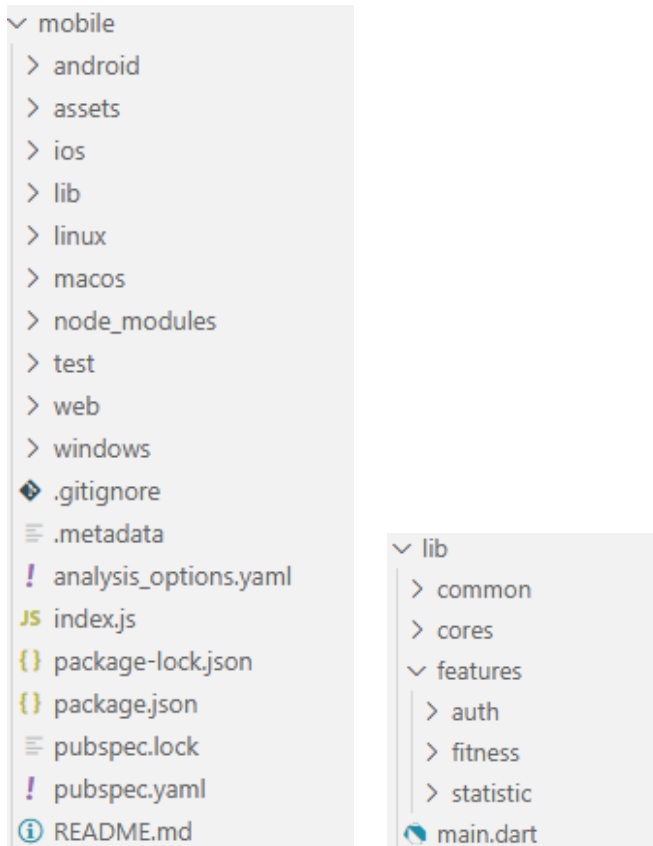 mobile
android
assets
ios
lib
linux
macos
node_modules
test
web
windows
.gitignore
.metadata
! analysis_options.yaml
JS index.js
{} package-lock.json
{} package.json
pubspec.lock
! pubspec.yaml
README.md
lib
common
cores
features
auth
fitness
statistic
main.dart